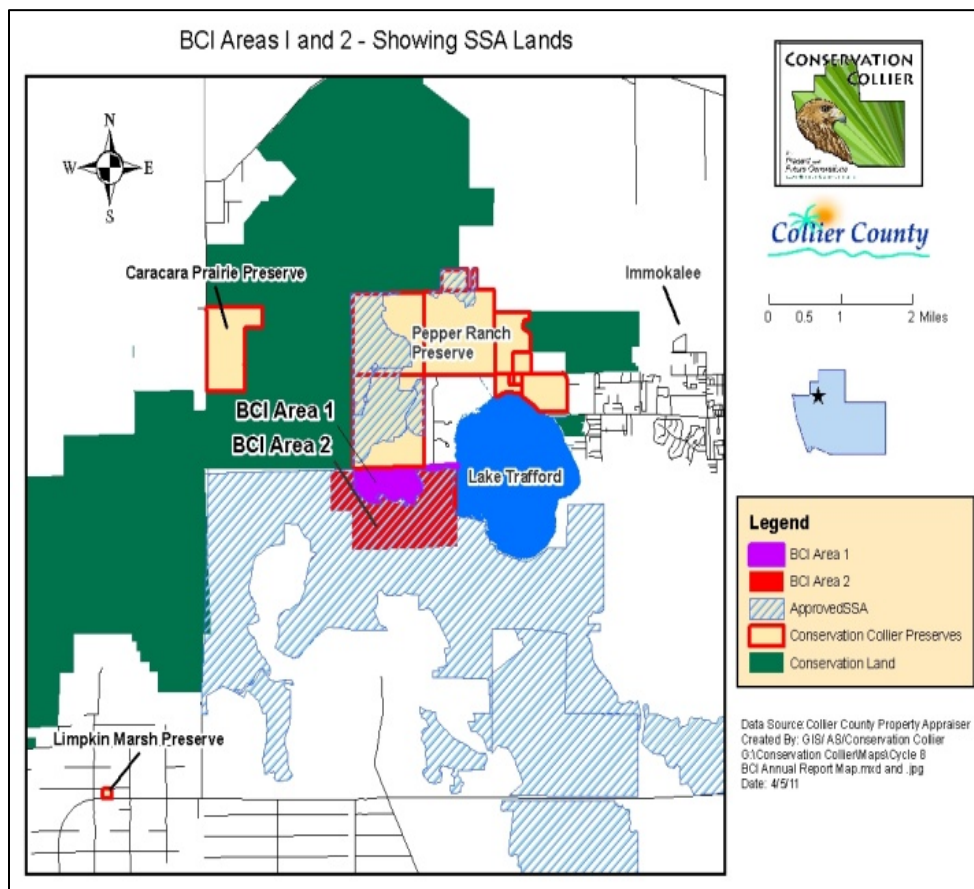 BCI Areas I and 2 - Showing SSA Lands
CONSERVATION
COLLIER
Present and
Future Generations
Collier County
N
W
E
S
Caracara Prairie Preserve
Immokalee
0
0.5
1
2 Miles
Pepper Ranch
Preserve
BCI Area 1
BCI Area 2
Lake Trafford
Legend
BCI Area 1
BCI Area 2
ApprovedSSA
Conservation Collier Preserves
Conservation Land
Limpkin Marsh Preserve
Data Source:Collier County Property Appraiser
Created By: GIS/ AS/Conservation Collier
G:\Conservation Collier\Maps\Cycle 8
BCI Annual Report Map.mxd and .jpg
Date: 4/5/11